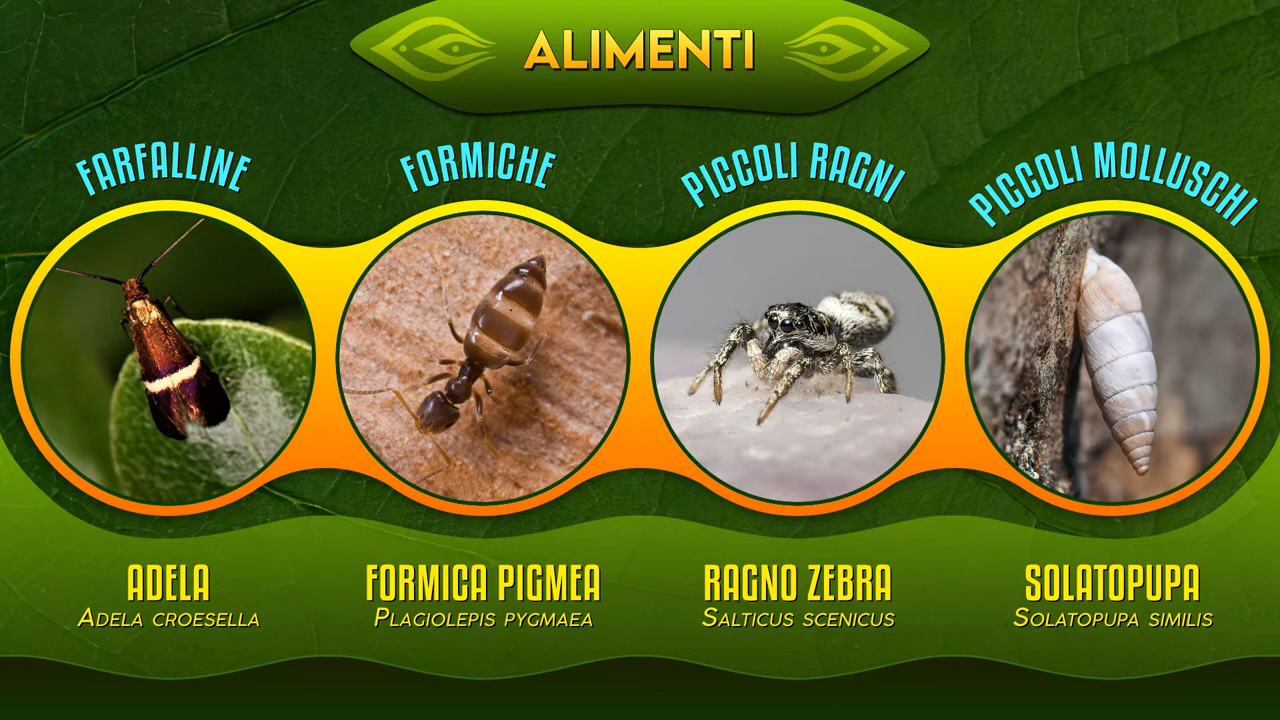 ALIMENTI
FARFALLINE
FORMICHE
PICCOLI RAGNI
PICCOLI MOLLUSCHI
ADELA
ADELA CROESELLA
FORMICA PIGMEA
PLAGIOLEPIS PYGMAEA
RAGNO ZEBRA
SALTICUS SCENICUS
SOLATOPUPA
SOLATOPUPA SIMILIS